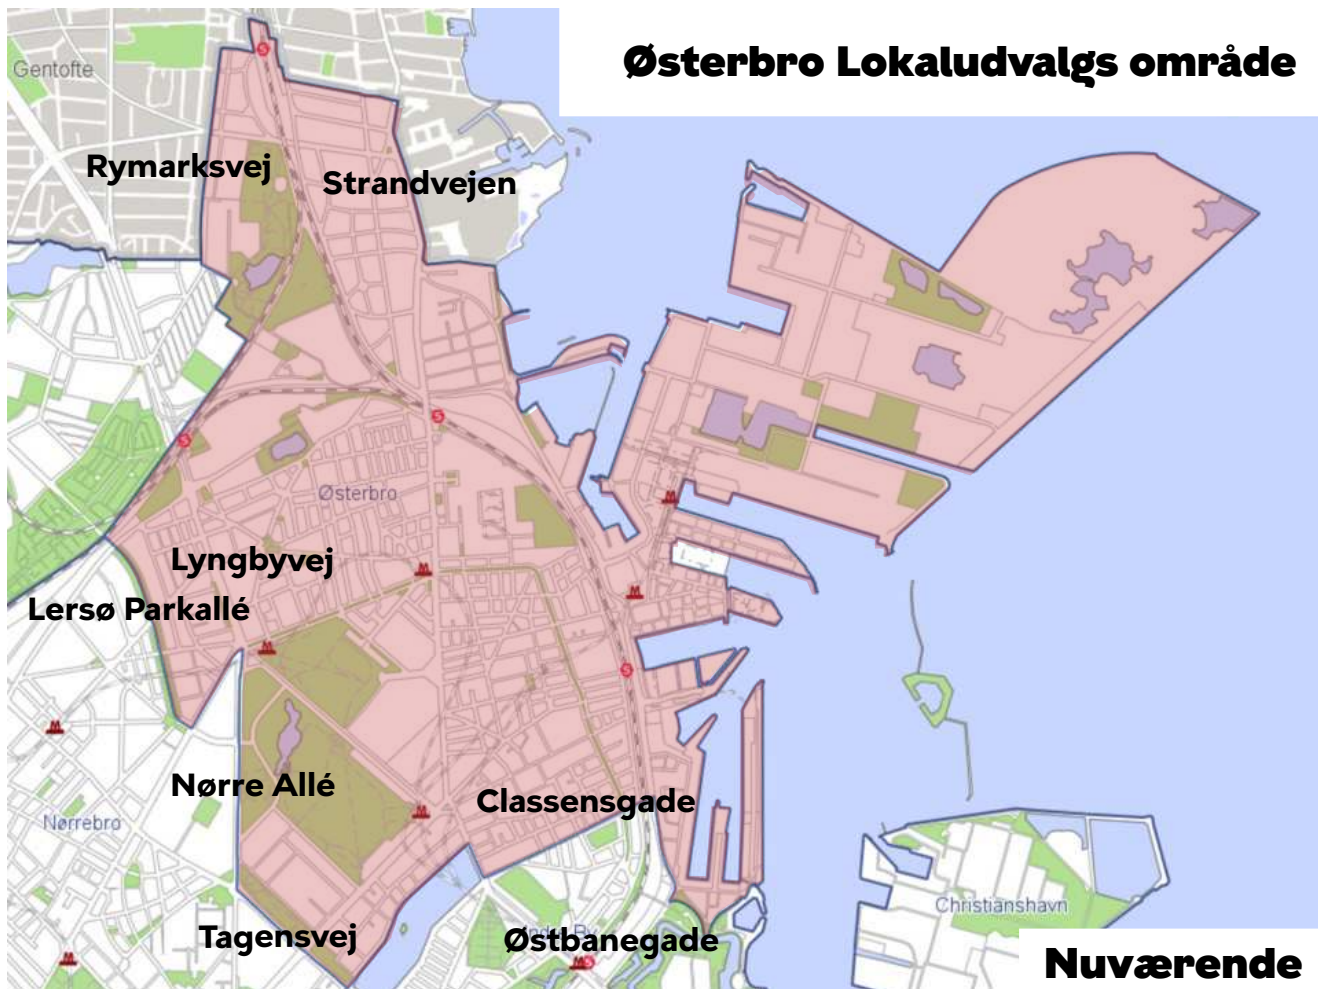 Østerbro Lokaludvalgs område
Gentofte
Rymarksvej
Strandvejen
S
S
S
Østerbro
M
Lyngbyvej
M
M
Lersø Parkallé
M
S
M
Nørre Allé
Classensgade
M
Nørrebro
Christianshavn
Tagensvej
Østbanegade
M
M
S
Nuværende